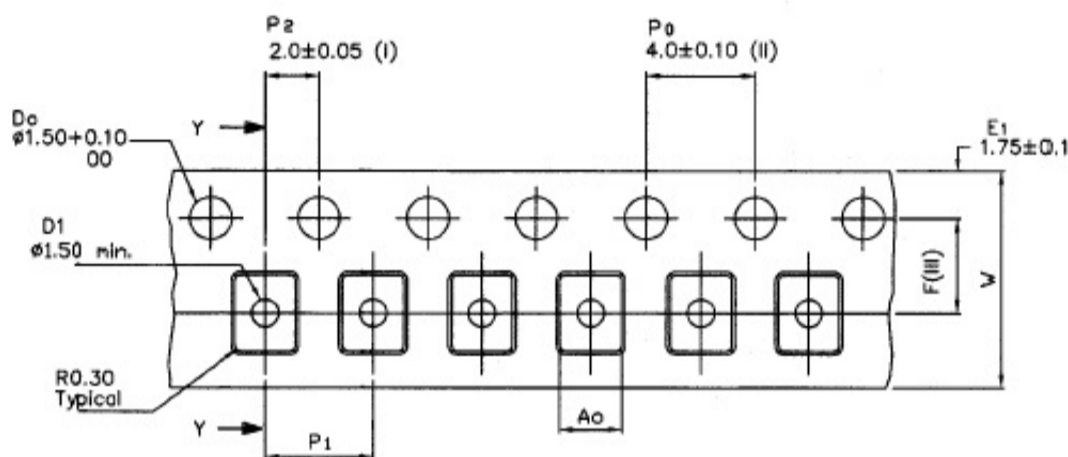 P2
2.0±0.05 (I)
P0
4.0±0.10 (II)
Do
ø1.50+0.10
00
Y
E1
1.75±0.1
D1
ø1.50 min.
F(III)
W
R0.30
Typical
Y
P1
Ao